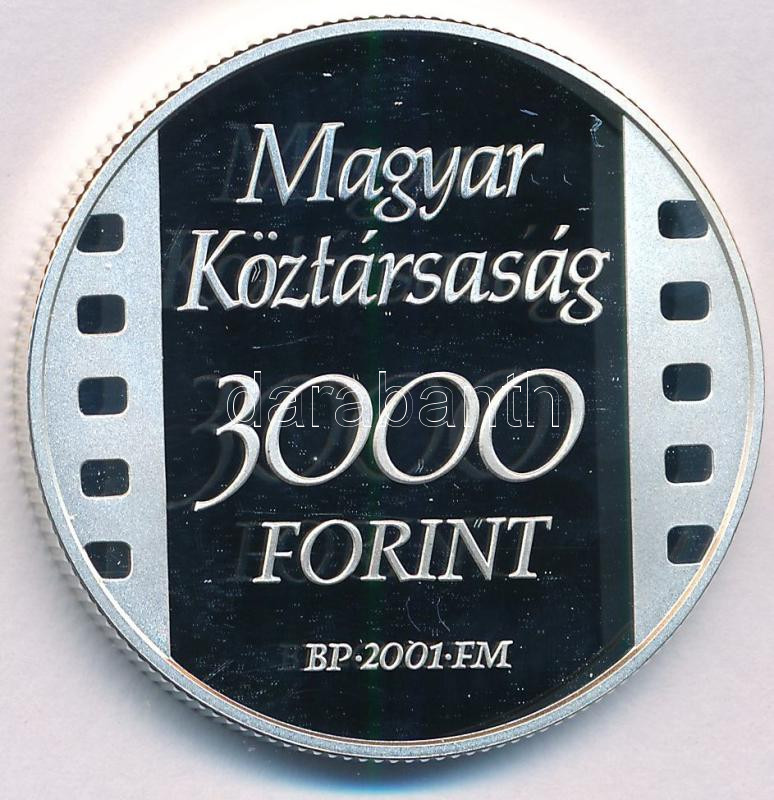 Magyar
Köztársaság
3000
darabanth
FORINT
BP·2001·FM